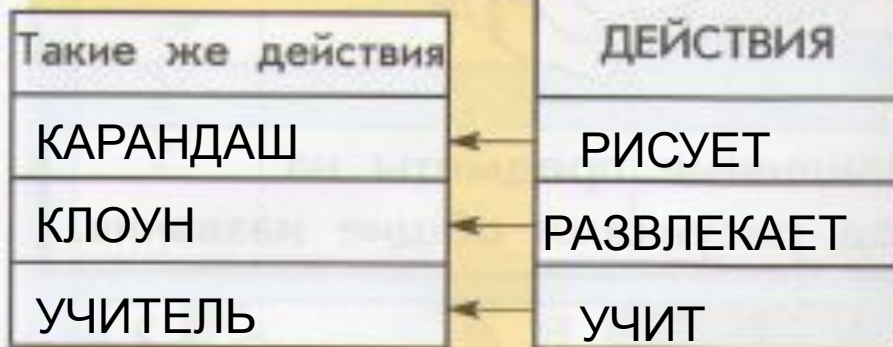 Такие же действия ДЕЙСТВИЯ
КАРАНДАШ РИСУЕТ
КЛОУН РАЗВЛЕКАЕТ
УЧИТЕЛЬ УЧИТ